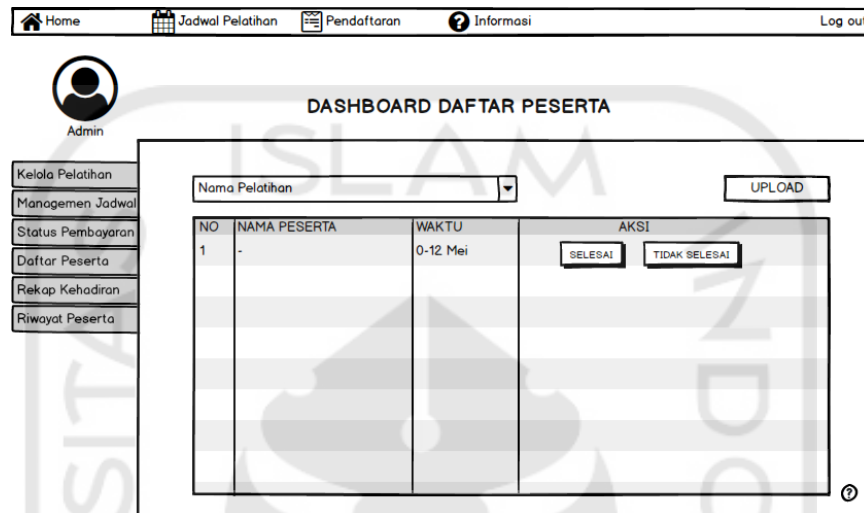 Home Jadwal Pelatihan Pendaftaran Informasi Log out
Admin
DASHBOARD DAFTAR PESERTA
Kelola Pelatihan
Managemen Jadwal
Status Pembayaran
Daftar Peserta
Rekap Kehadiran
Riwayat Peserta
Nama Pelatihan UPLOAD
NO NAMA PESERTA WAKTU AKSI
1 - 0-12 Mei SELESAI TIDAK SELESAI
ISLAM